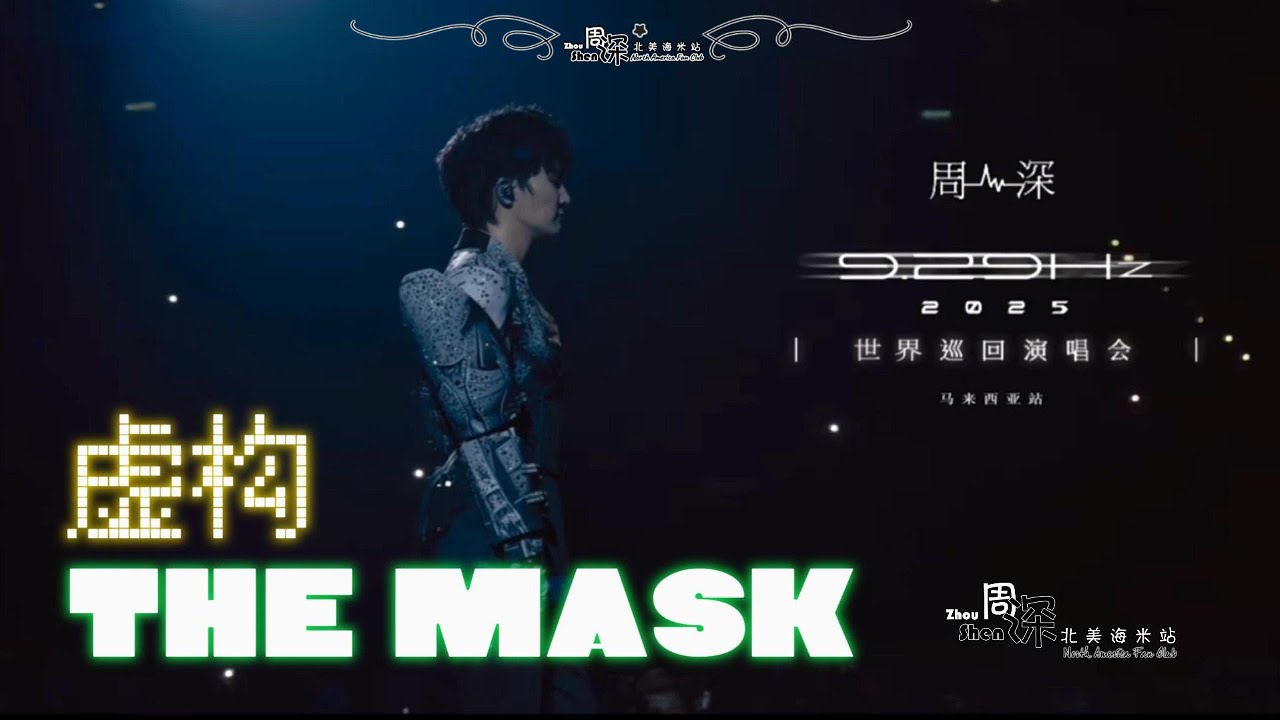 Zhou Shen 周深 北美海米站
North America Fan Club
周深
9.29Hz
2025
世界巡回演唱会
马来西亚站
虚构
THE MASK
Zhou Shen 周深 北美海米站
North America Fan Club